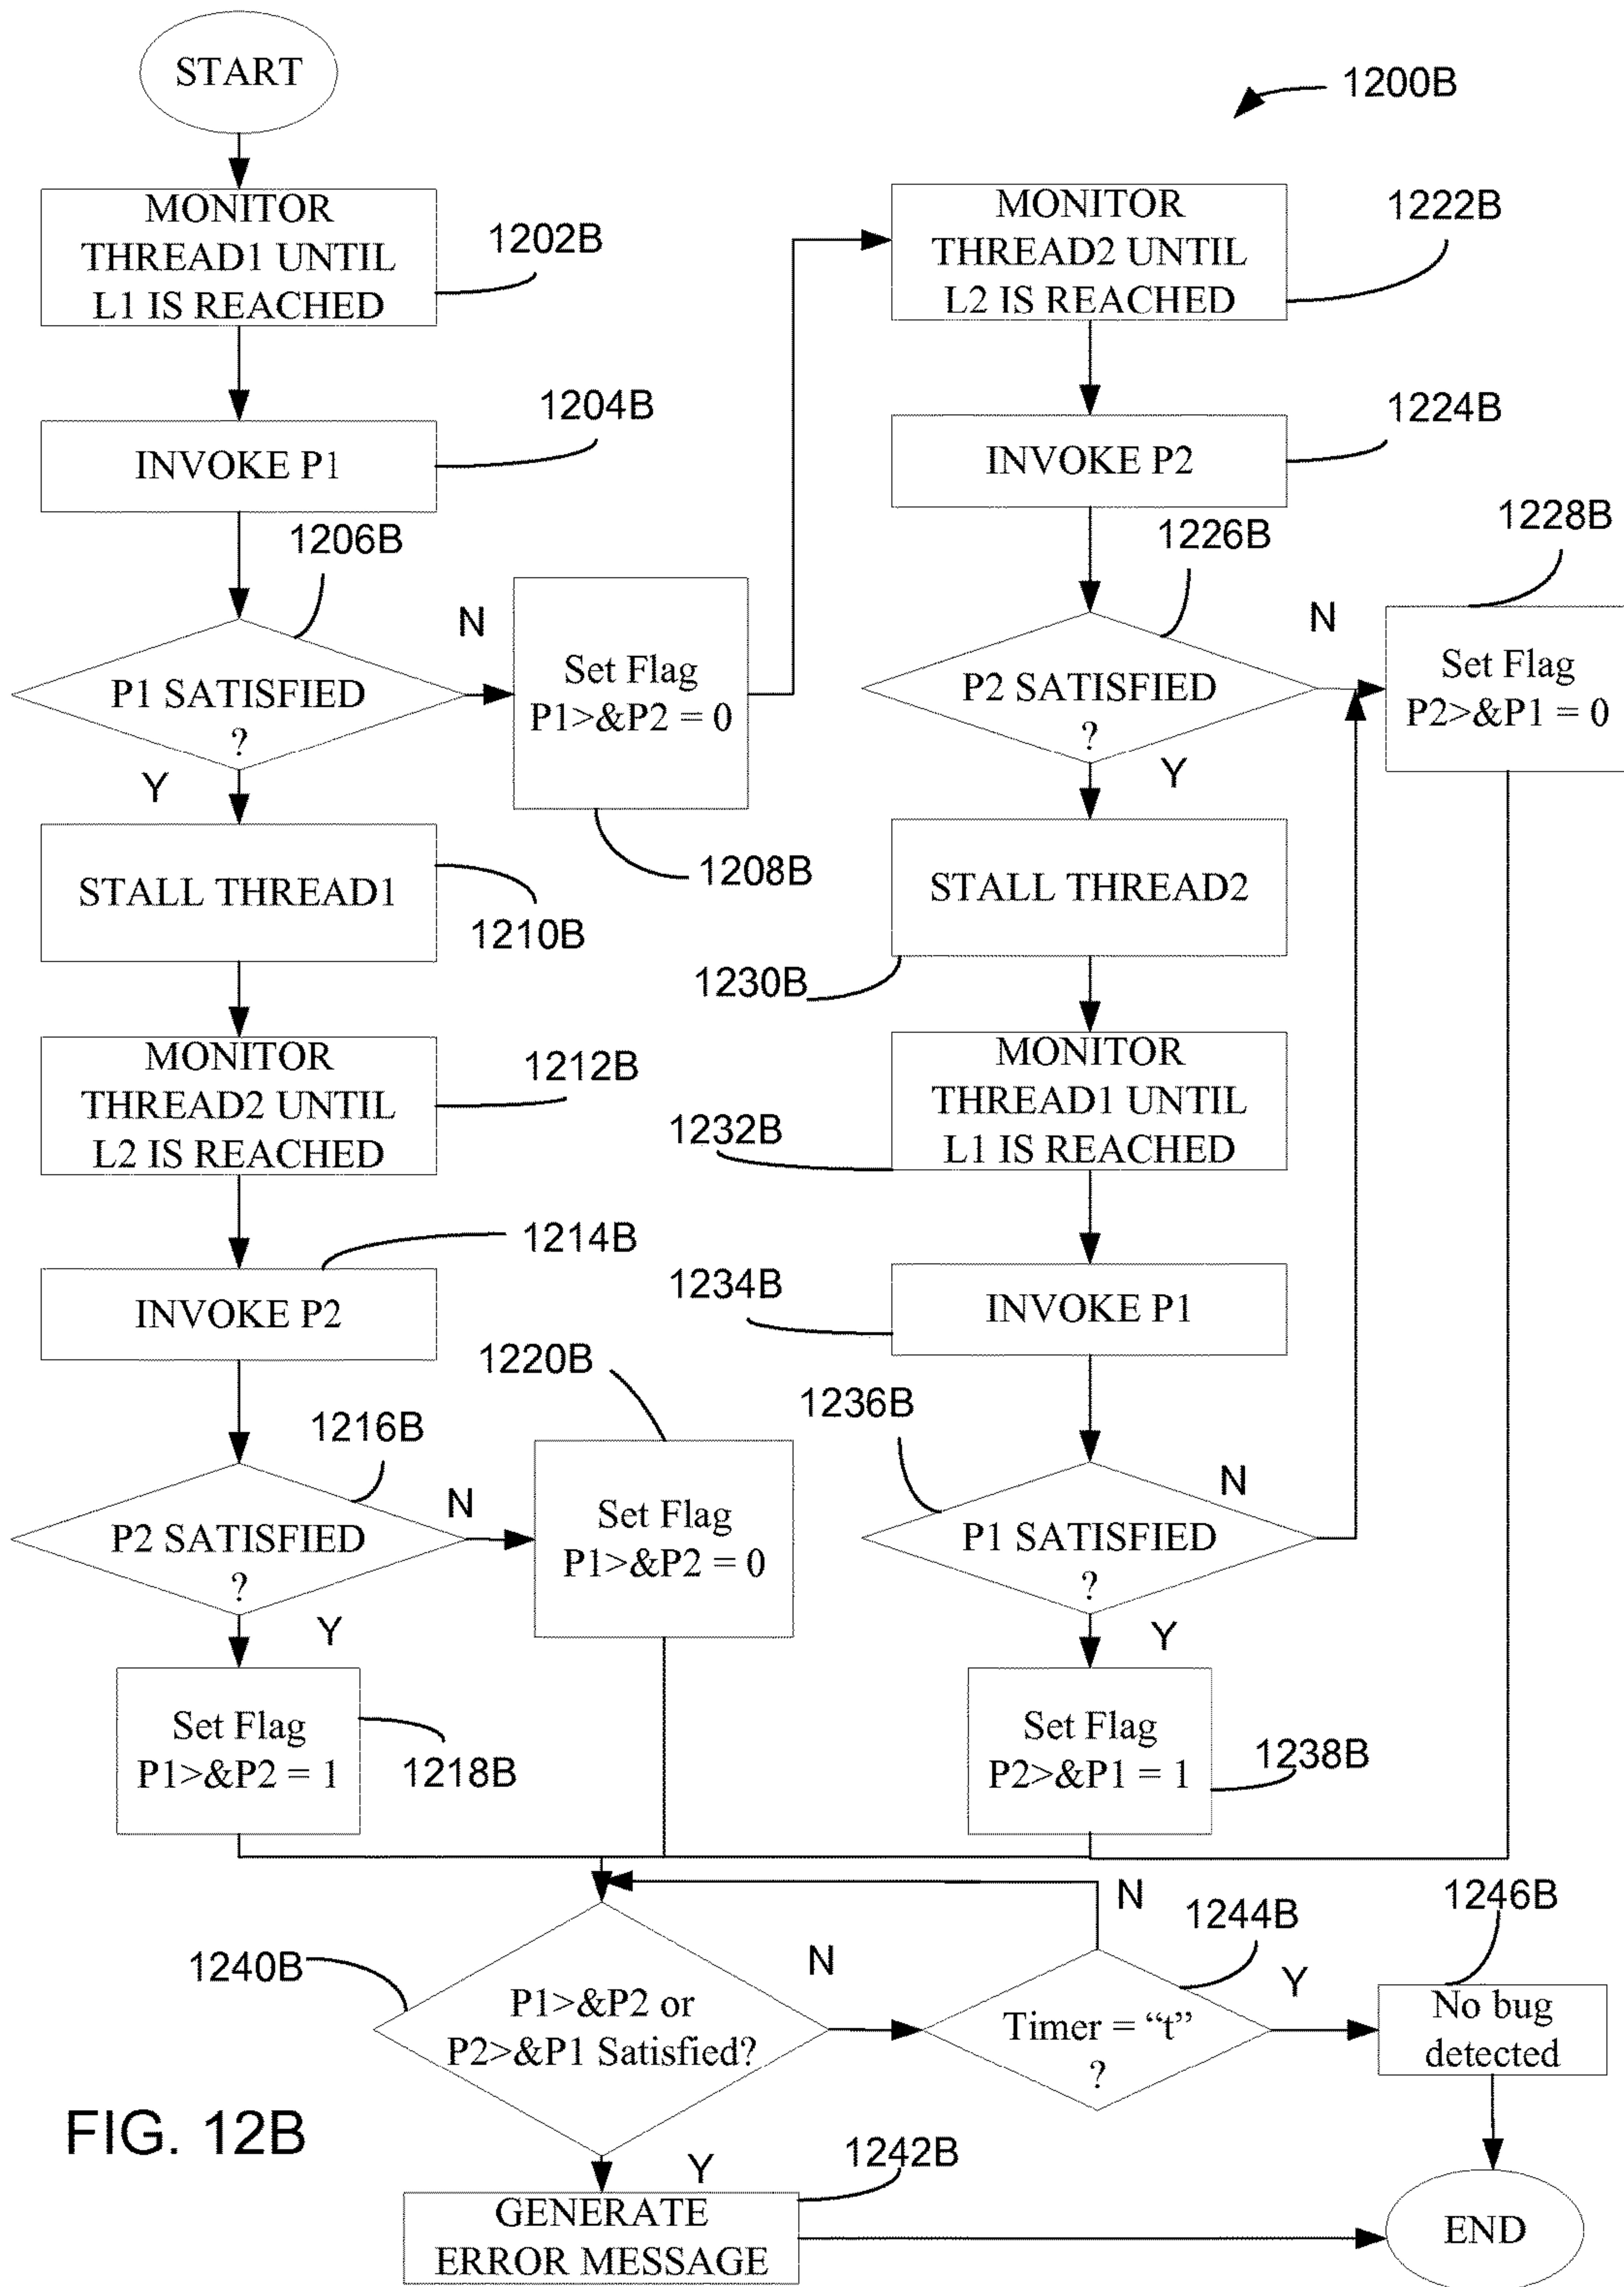 START
1200B
MONITOR
THREAD1 UNTIL
L1 IS REACHED
1202B
MONITOR
THREAD2 UNTIL
L2 IS REACHED
1222B
INVOKE P1
1204B
INVOKE P2
1224B
1206B
P1 SATISFIED
?
N
Y
Set Flag
P1>&P2 = 0
1208B
1226B
P2 SATISFIED
?
N
Y
1228B
Set Flag
P2>&P1 = 0
STALL THREAD1
1210B
STALL THREAD2
1230B
MONITOR
THREAD2 UNTIL
L2 IS REACHED
1212B
MONITOR
THREAD1 UNTIL
L1 IS REACHED
1232B
INVOKE P2
1214B
INVOKE P1
1234B
1216B
P2 SATISFIED
?
N
Y
1220B
Set Flag
P1>&P2 = 0
1236B
P1 SATISFIED
?
N
Y
Set Flag
P1>&P2 = 1
1218B
Set Flag
P2>&P1 = 1
1238B
1240B
P1>&P2 or
P2>&P1 Satisfied?
N
Y
N
1244B
Timer = “t”
?
Y
1246B
No bug
detected
FIG. 12B
1242B
GENERATE
ERROR MESSAGE
END